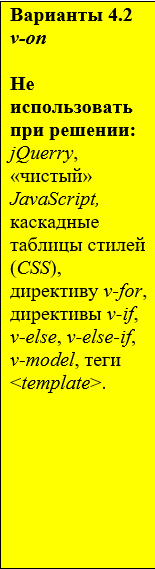 Варианты 4.2
v-on
Не
использовать
при решении:
jQuerry,
«чистый»
JavaScript,
каскадные
таблицы стилей
(CSS),
директиву v-for,
директивы v-if,
v-else, v-else-if,
v-model, теги
<template>.